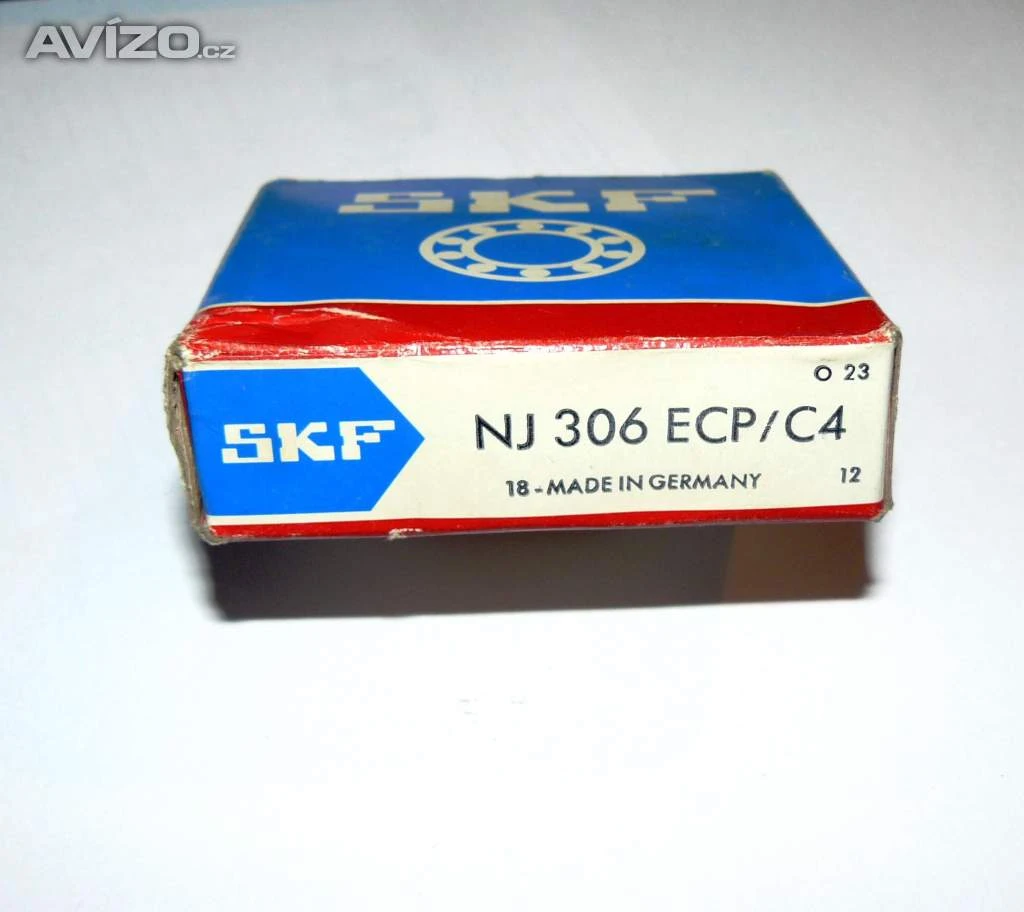 AVÍZO.cz
SKF
O 23
SKF
NJ 306 ECP/C4
18-MADE IN GERMANY
12